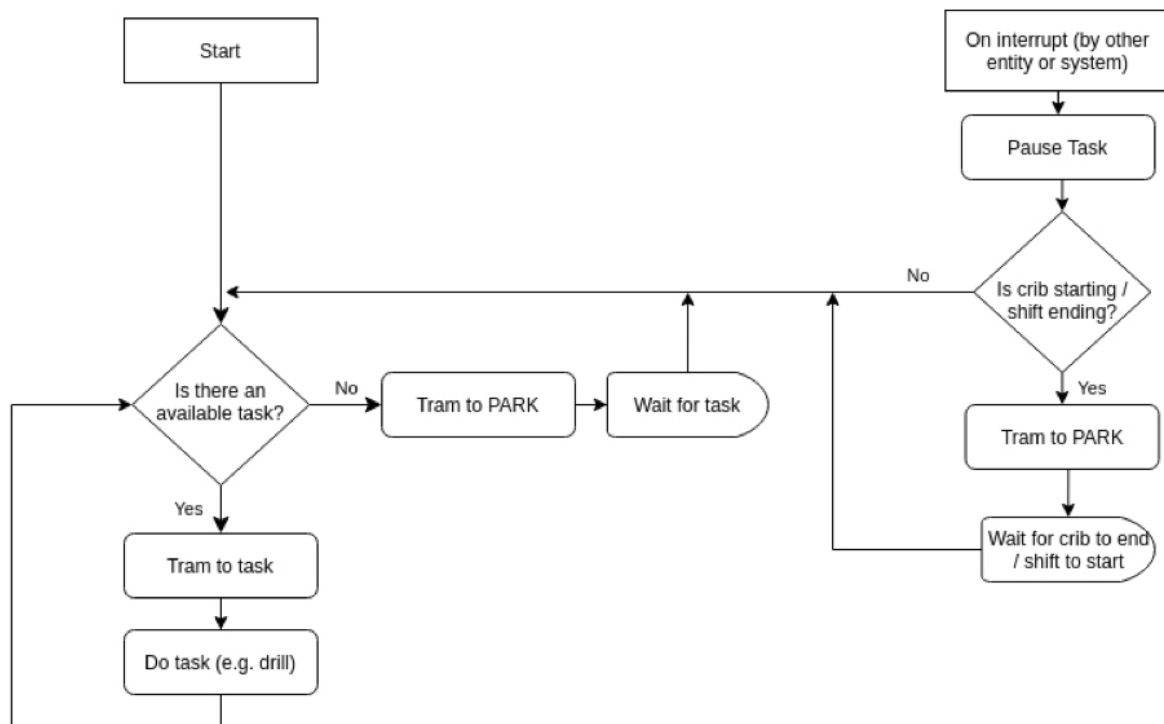 Start
On interrupt (by other
entity or system)
Pause Task
No
Is crib starting /
shift ending?
Is there an
available task?
No
Tram to PARK
Wait for task
Yes
Tram to PARK
Yes
Tram to task
Wait for crib to end
/ shift to start
Do task (e.g. drill)